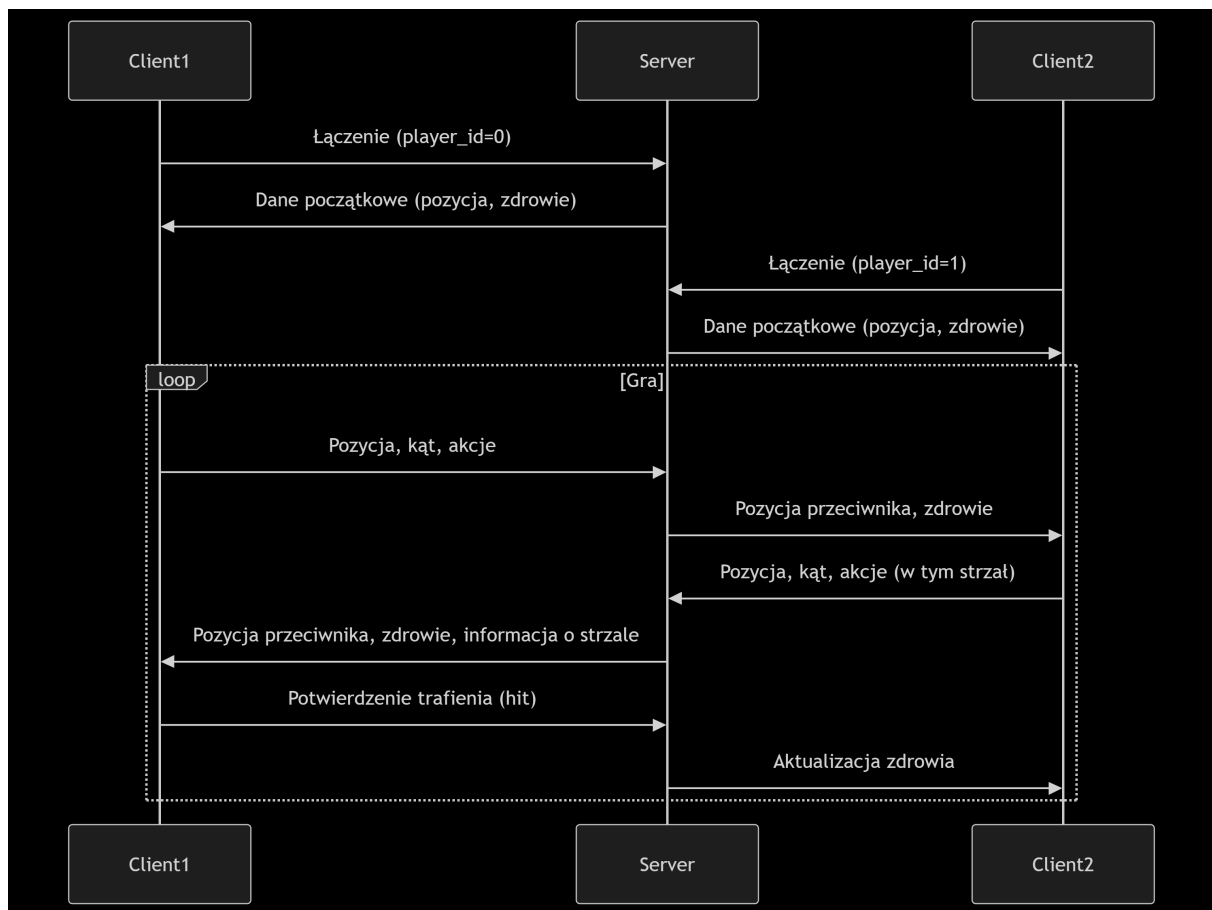 Client1
Server
Client2
Łączenie (player_id=0)
Dane początkowe (pozycja, zdrowie)
Łączenie (player_id=1)
Dane początkowe (pozycja, zdrowie)
loop
[Gra]
Pozycja, kąt, akcje
Pozycja przeciwnika, zdrowie
Pozycja, kąt, akcje (w tym strzał)
Pozycja przeciwnika, zdrowie, informacja o strzale
Potwierdzenie trafienia (hit)
Aktualizacja zdrowia
Client1
Server
Client2